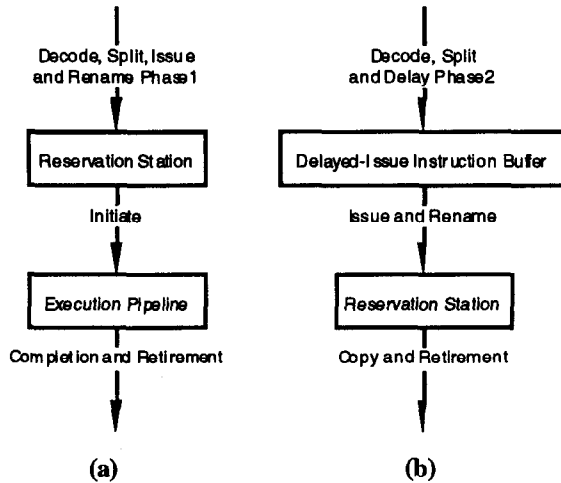 Decode, Split, Issue
and Rename Phase1
Reservation Station
Initiate
Execution Pipeline
Completion and Retirement
(a)
Decode, Split
and Delay Phase2
Delayed-Issue Instruction Buffer
Issue and Rename
Reservation Station
Copy and Retirement
(b)